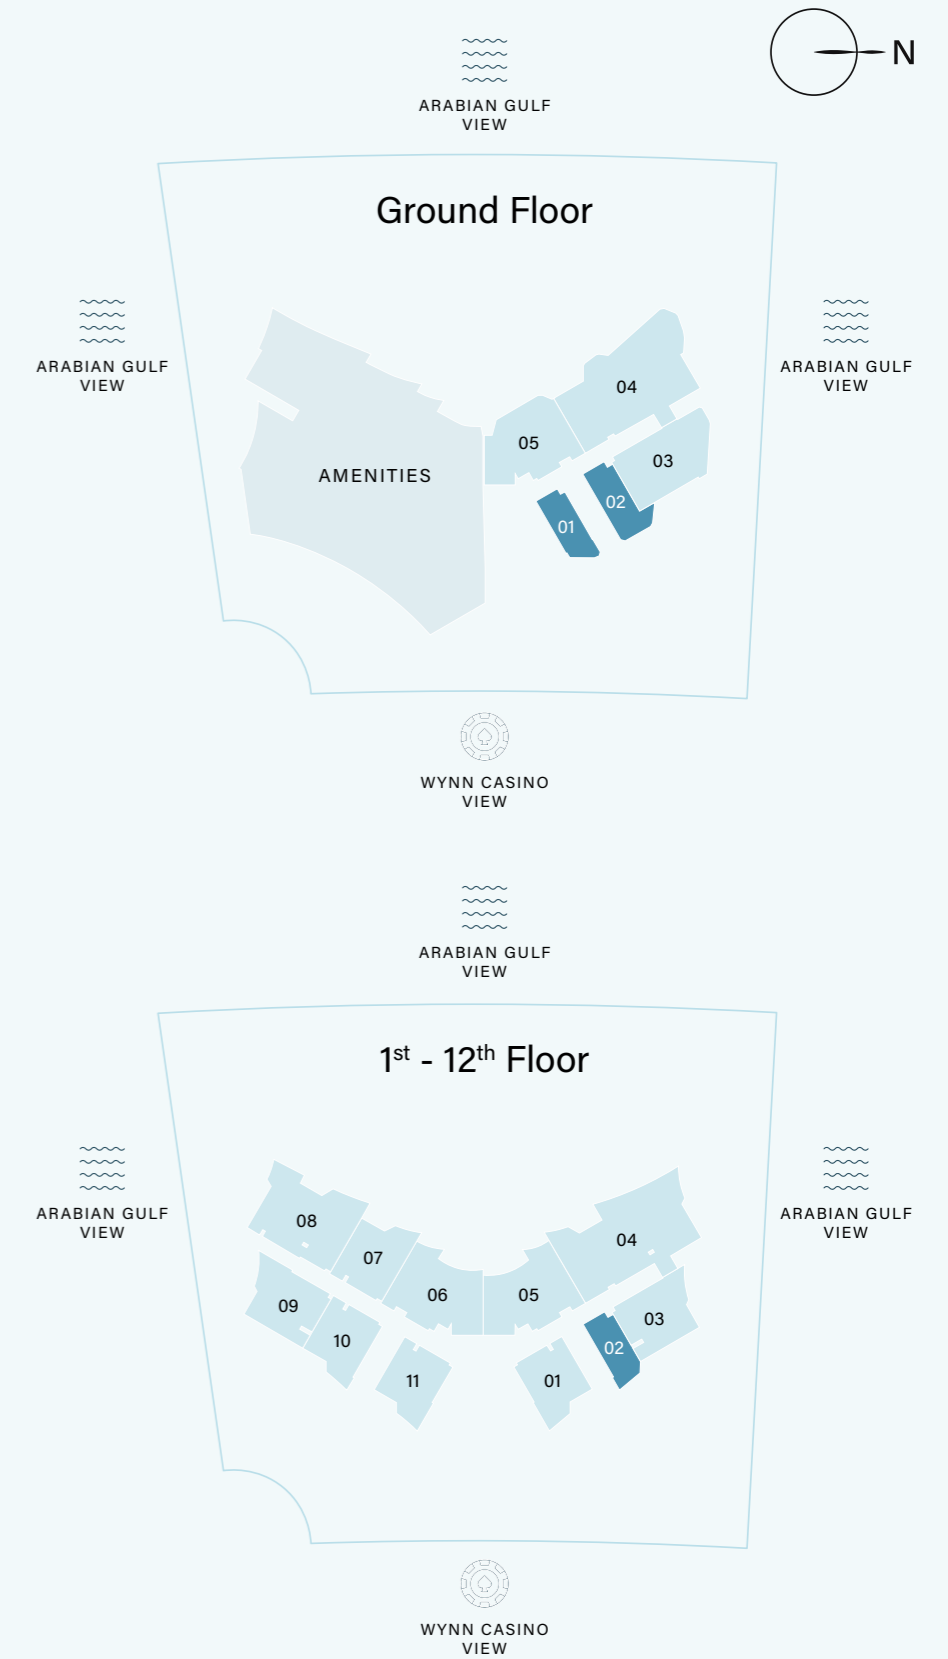 N
ARABIAN GULF
VIEW
Ground Floor
ARABIAN GULF
VIEW
ARABIAN GULF
VIEW
04
05
03
AMENITIES
02
01
WYNN CASINO
VIEW
ARABIAN GULF
VIEW
1st - 12th Floor
ARABIAN GULF
VIEW
ARABIAN GULF
VIEW
08
04
07
06
05
09
03
10
02
11
01
WYNN CASINO
VIEW